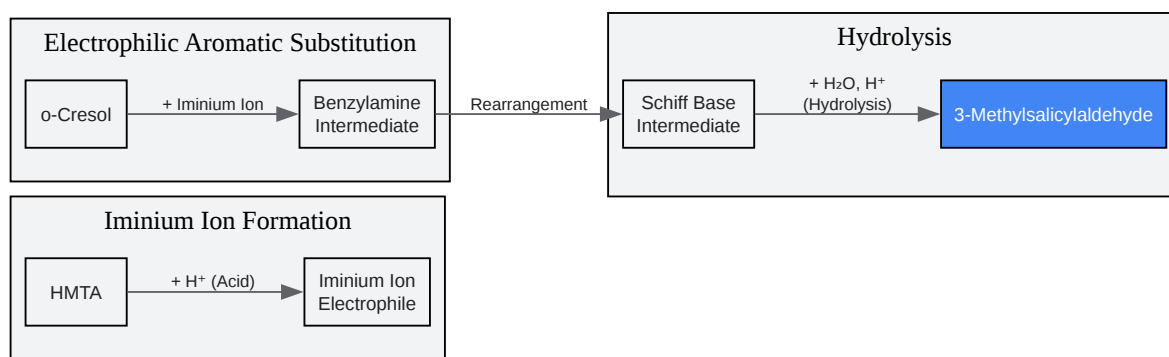 Electrophilic Aromatic Substitution
o-Cresol
+ Iminium Ion
Benzylamine
Intermediate
Rearrangement
Hydrolysis
Schiff Base
Intermediate
+ H₂O, H⁺
(Hydrolysis)
3-Methylsalicylaldehyde
Iminium Ion Formation
HMTA
+ H⁺ (Acid)
Iminium Ion
Electrophile